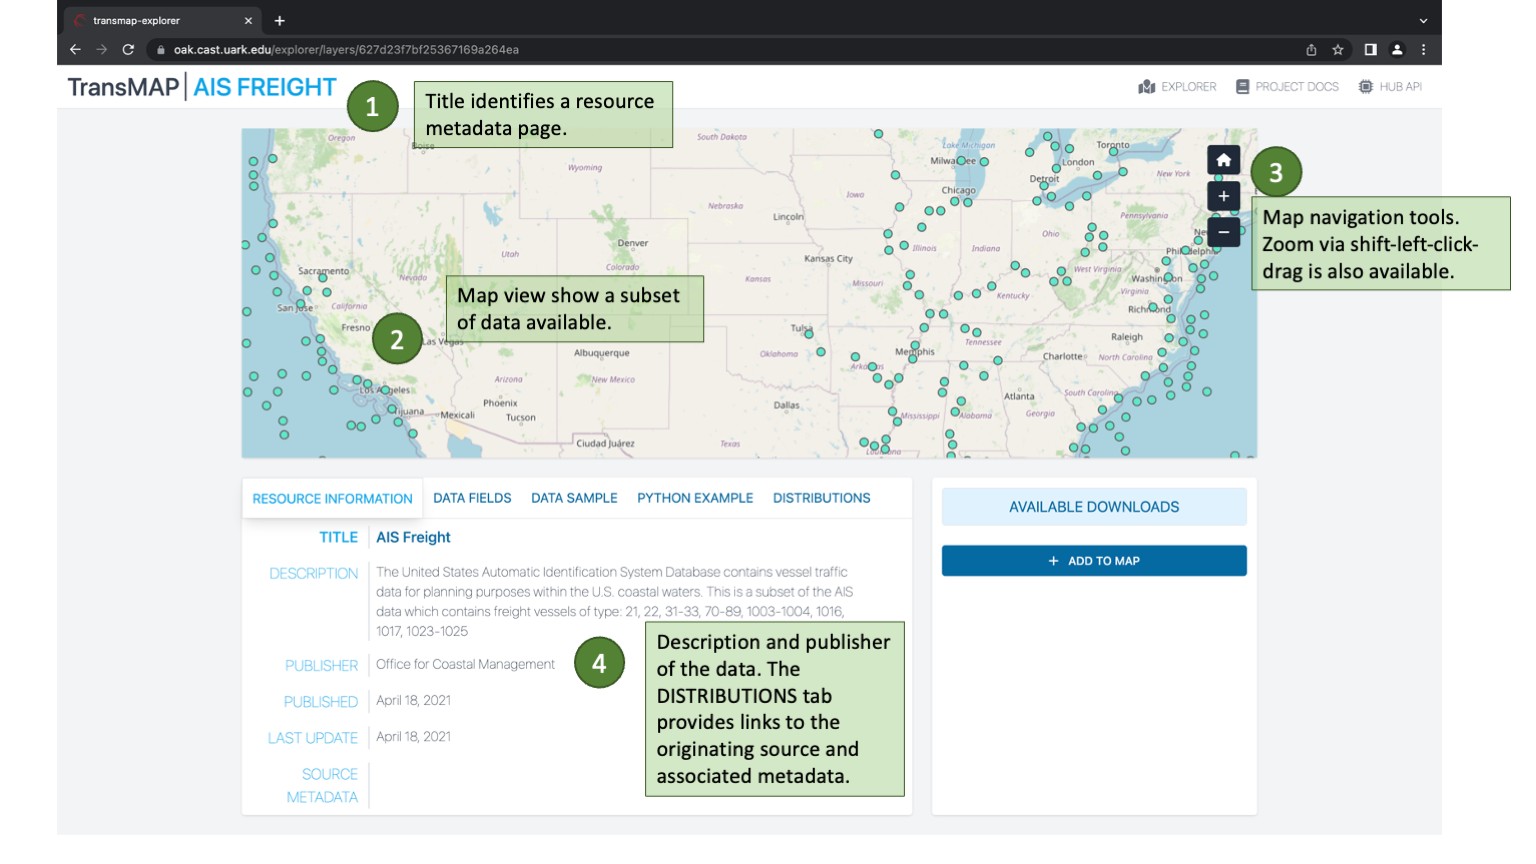 transmap-explorer
oak.cast.uark.edu/explorer/layers/627d23f7bf25367169a264ea
TransMAP | AIS FREIGHT
EXPLORER
PROJECT DOCS
HUB API
1
Title identifies a resource
metadata page.
Oregon
Boise
South Dakota
Wyoming
Lake Michigan
Toronto
London
Detroit
New York
Chicago
Iowa
Nebraska
Lincoln
Pennsylvania
Ohio
Illinois
Indiana
Denver
Utah
Colorado
Kansas City
Kansas
Missouri
West Virginia
Washington
Virginia
Kentucky
Sacramento
Nevada
San Jose
California
Fresno
Las Vegas
Richmond
Raleigh
Tulsa
Oklahoma
Tennessee
Memphis
Charlotte
North Carolina
Albuquerque
Arizona
New Mexico
Los Angeles
Phoenix
Mexicali
Tucson
Dallas
Atlanta
South Carolina
Mississippi
Alabama
Georgia
Ciudad Juárez
Texas
2
Map view show a subset
of data available.
3
Map navigation tools.
Zoom via shift-left-click-
drag is also available.
RESOURCE INFORMATION
DATA FIELDS
DATA SAMPLE
PYTHON EXAMPLE
DISTRIBUTIONS
TITLE
AIS Freight
DESCRIPTION
The United States Automatic Identification System Database contains vessel traffic
data for planning purposes within the U.S. coastal waters. This is a subset of the AIS
data which contains freight vessels of type: 21, 22, 31-33, 70-89, 1003-1004, 1016,
1017, 1023-1025
PUBLISHER
Office for Coastal Management
PUBLISHED
April 18, 2021
LAST UPDATE
April 18, 2021
SOURCE
METADATA
4
Description and publisher
of the data. The
DISTRIBUTIONS tab
provides links to the
originating source and
associated metadata.
AVAILABLE DOWNLOADS
+ ADD TO MAP